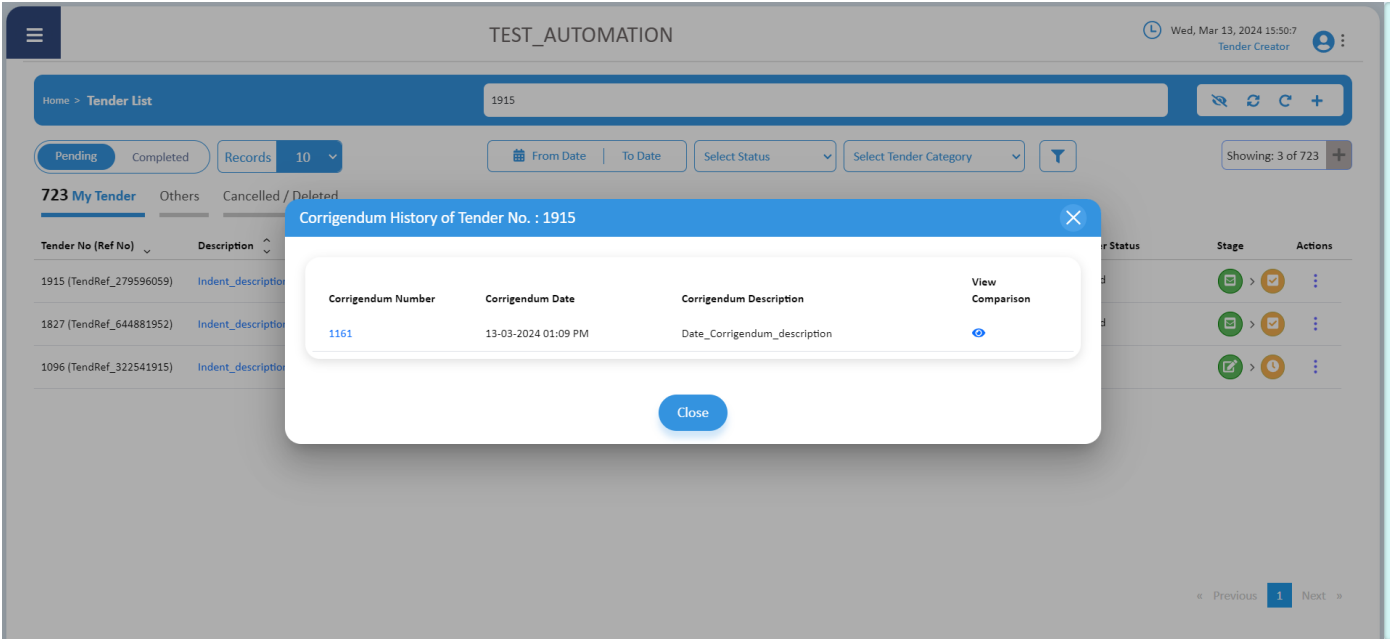 TEST_AUTOMATION
Wed, Mar 13, 2024 15:50:7
Tender Creator
Home > Tender List
1915
Pending
Completed
Records 10
From Date
To Date
Select Status
Select Tender Category
Showing: 3 of 723
723 My Tender
Others
Cancelled / Deleted
Corrigendum History of Tender No. : 1915
Tender No (Ref No)
Description
Stage
Actions
1915 (TendRef_279596059)
1827 (TendRef_644881952)
1096 (TendRef_322541915)
Corrigendum Number
Corrigendum Date
Corrigendum Description
View
Comparison
1161
13-03-2024 01:09 PM
Date_Corrigendum_description
Close
« Previous 1 Next »